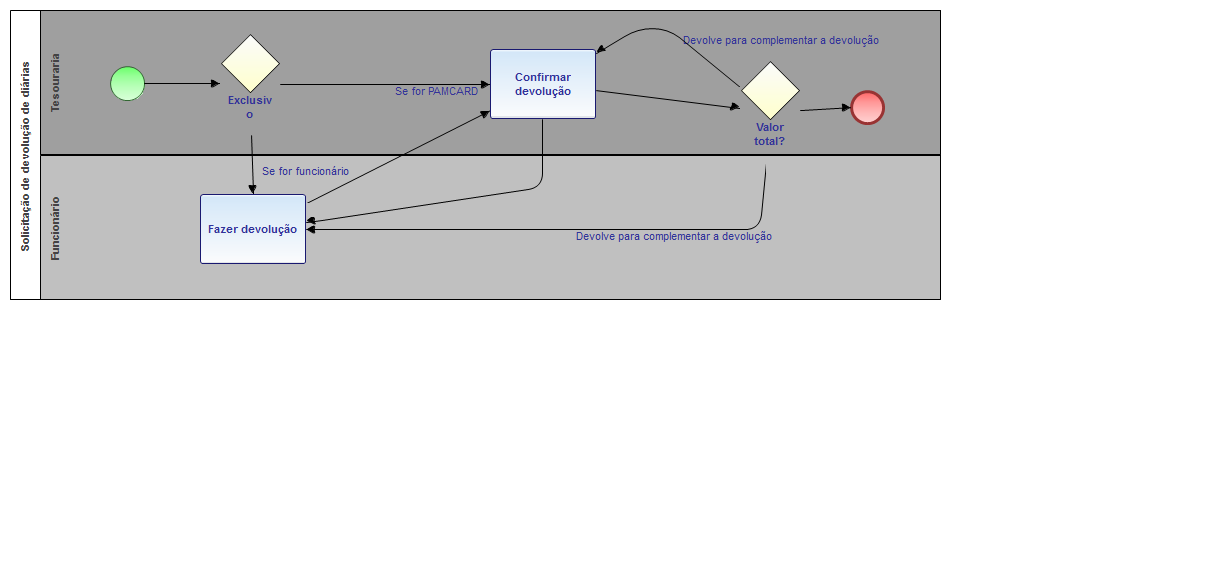 Solicitação de devolução de diárias
Tesouraria
Exclusiv
o
Se for PAMCARD
Confirmar
devolução
Devolve para complementar a devolução
Valor
total?
Funcionário
Se for funcionário
Fazer devolução
Devolve para complementar a devolução